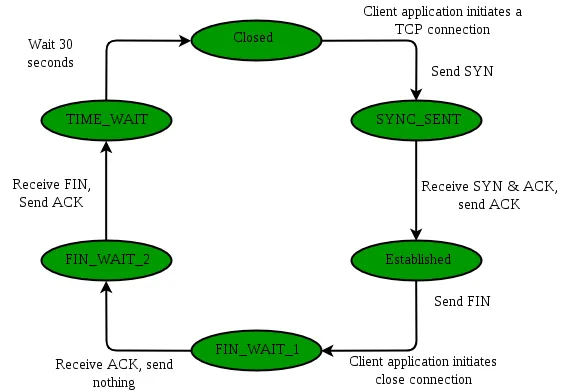 Client application initiates a
TCP connection
Closed
Wait 30
seconds
Send SYN
TIME_WAIT
SYNC_SENT
Receive FIN,
Send ACK
Receive SYN & ACK,
send ACK
FIN_WAIT_2
Established
Send FIN
FIN_WAIT_1
Receive ACK, send
nothing
Client application initiates
close connection